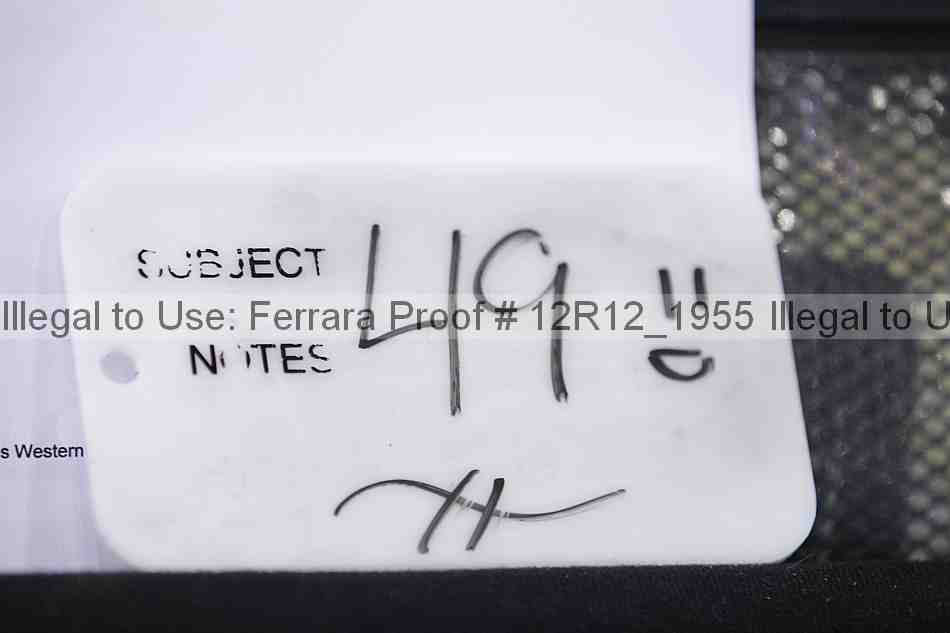 SUBJECT 49
Illegal to Use: Ferrara Proof # 12R12_1955 Illegal to U
NOTES
s Western